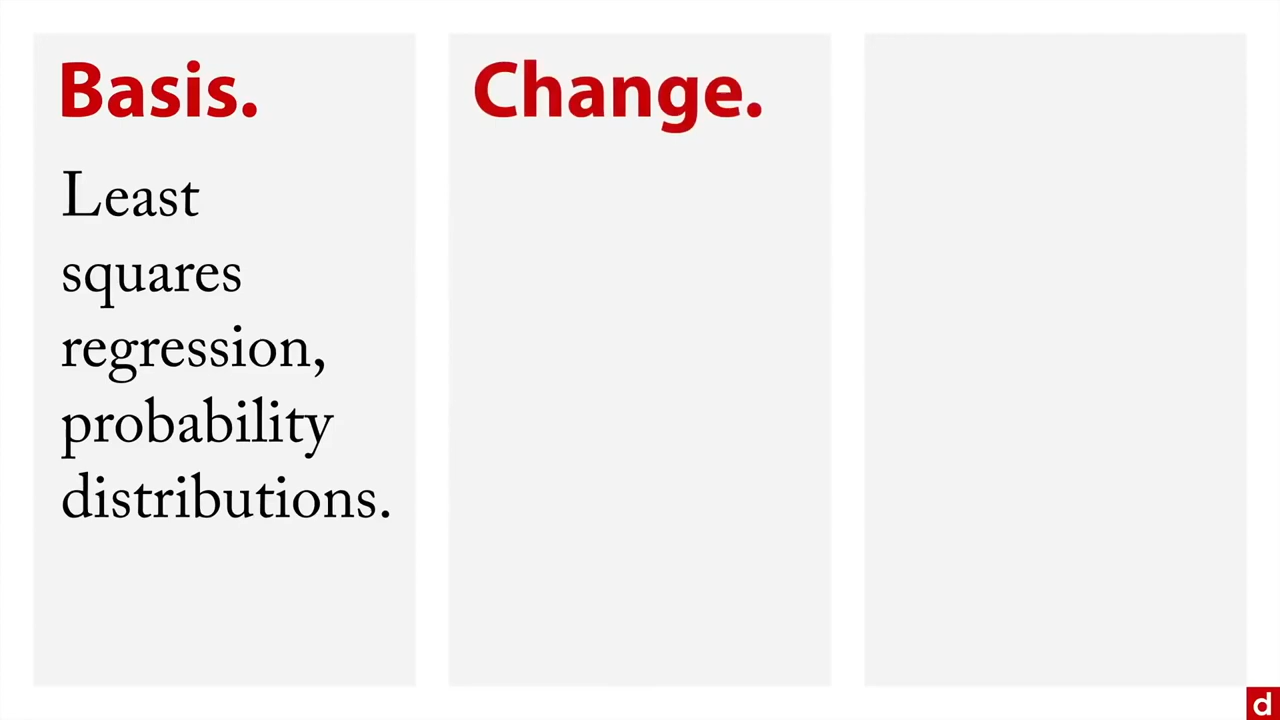 Basis.
Least
squares
regression,
probability
distributions.
Change.
d